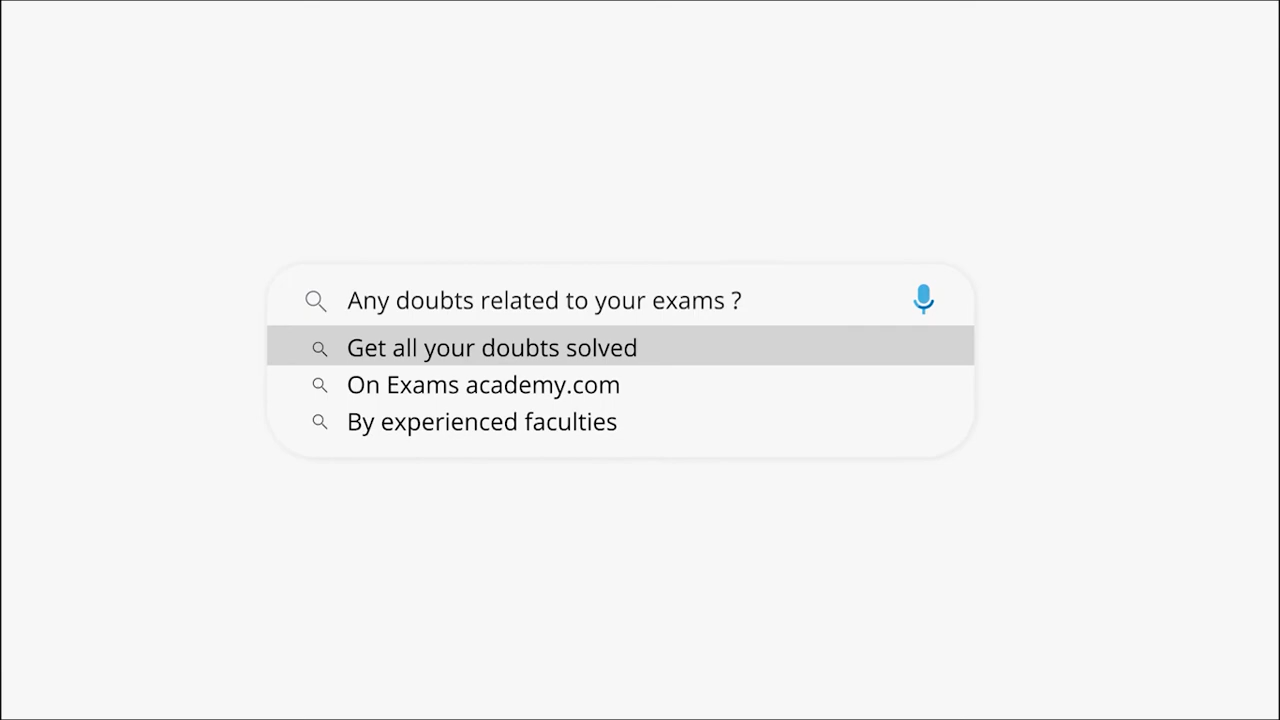 Any doubts related to your exams ?
Get all your doubts solved
On Exams academy.com
By experienced faculties